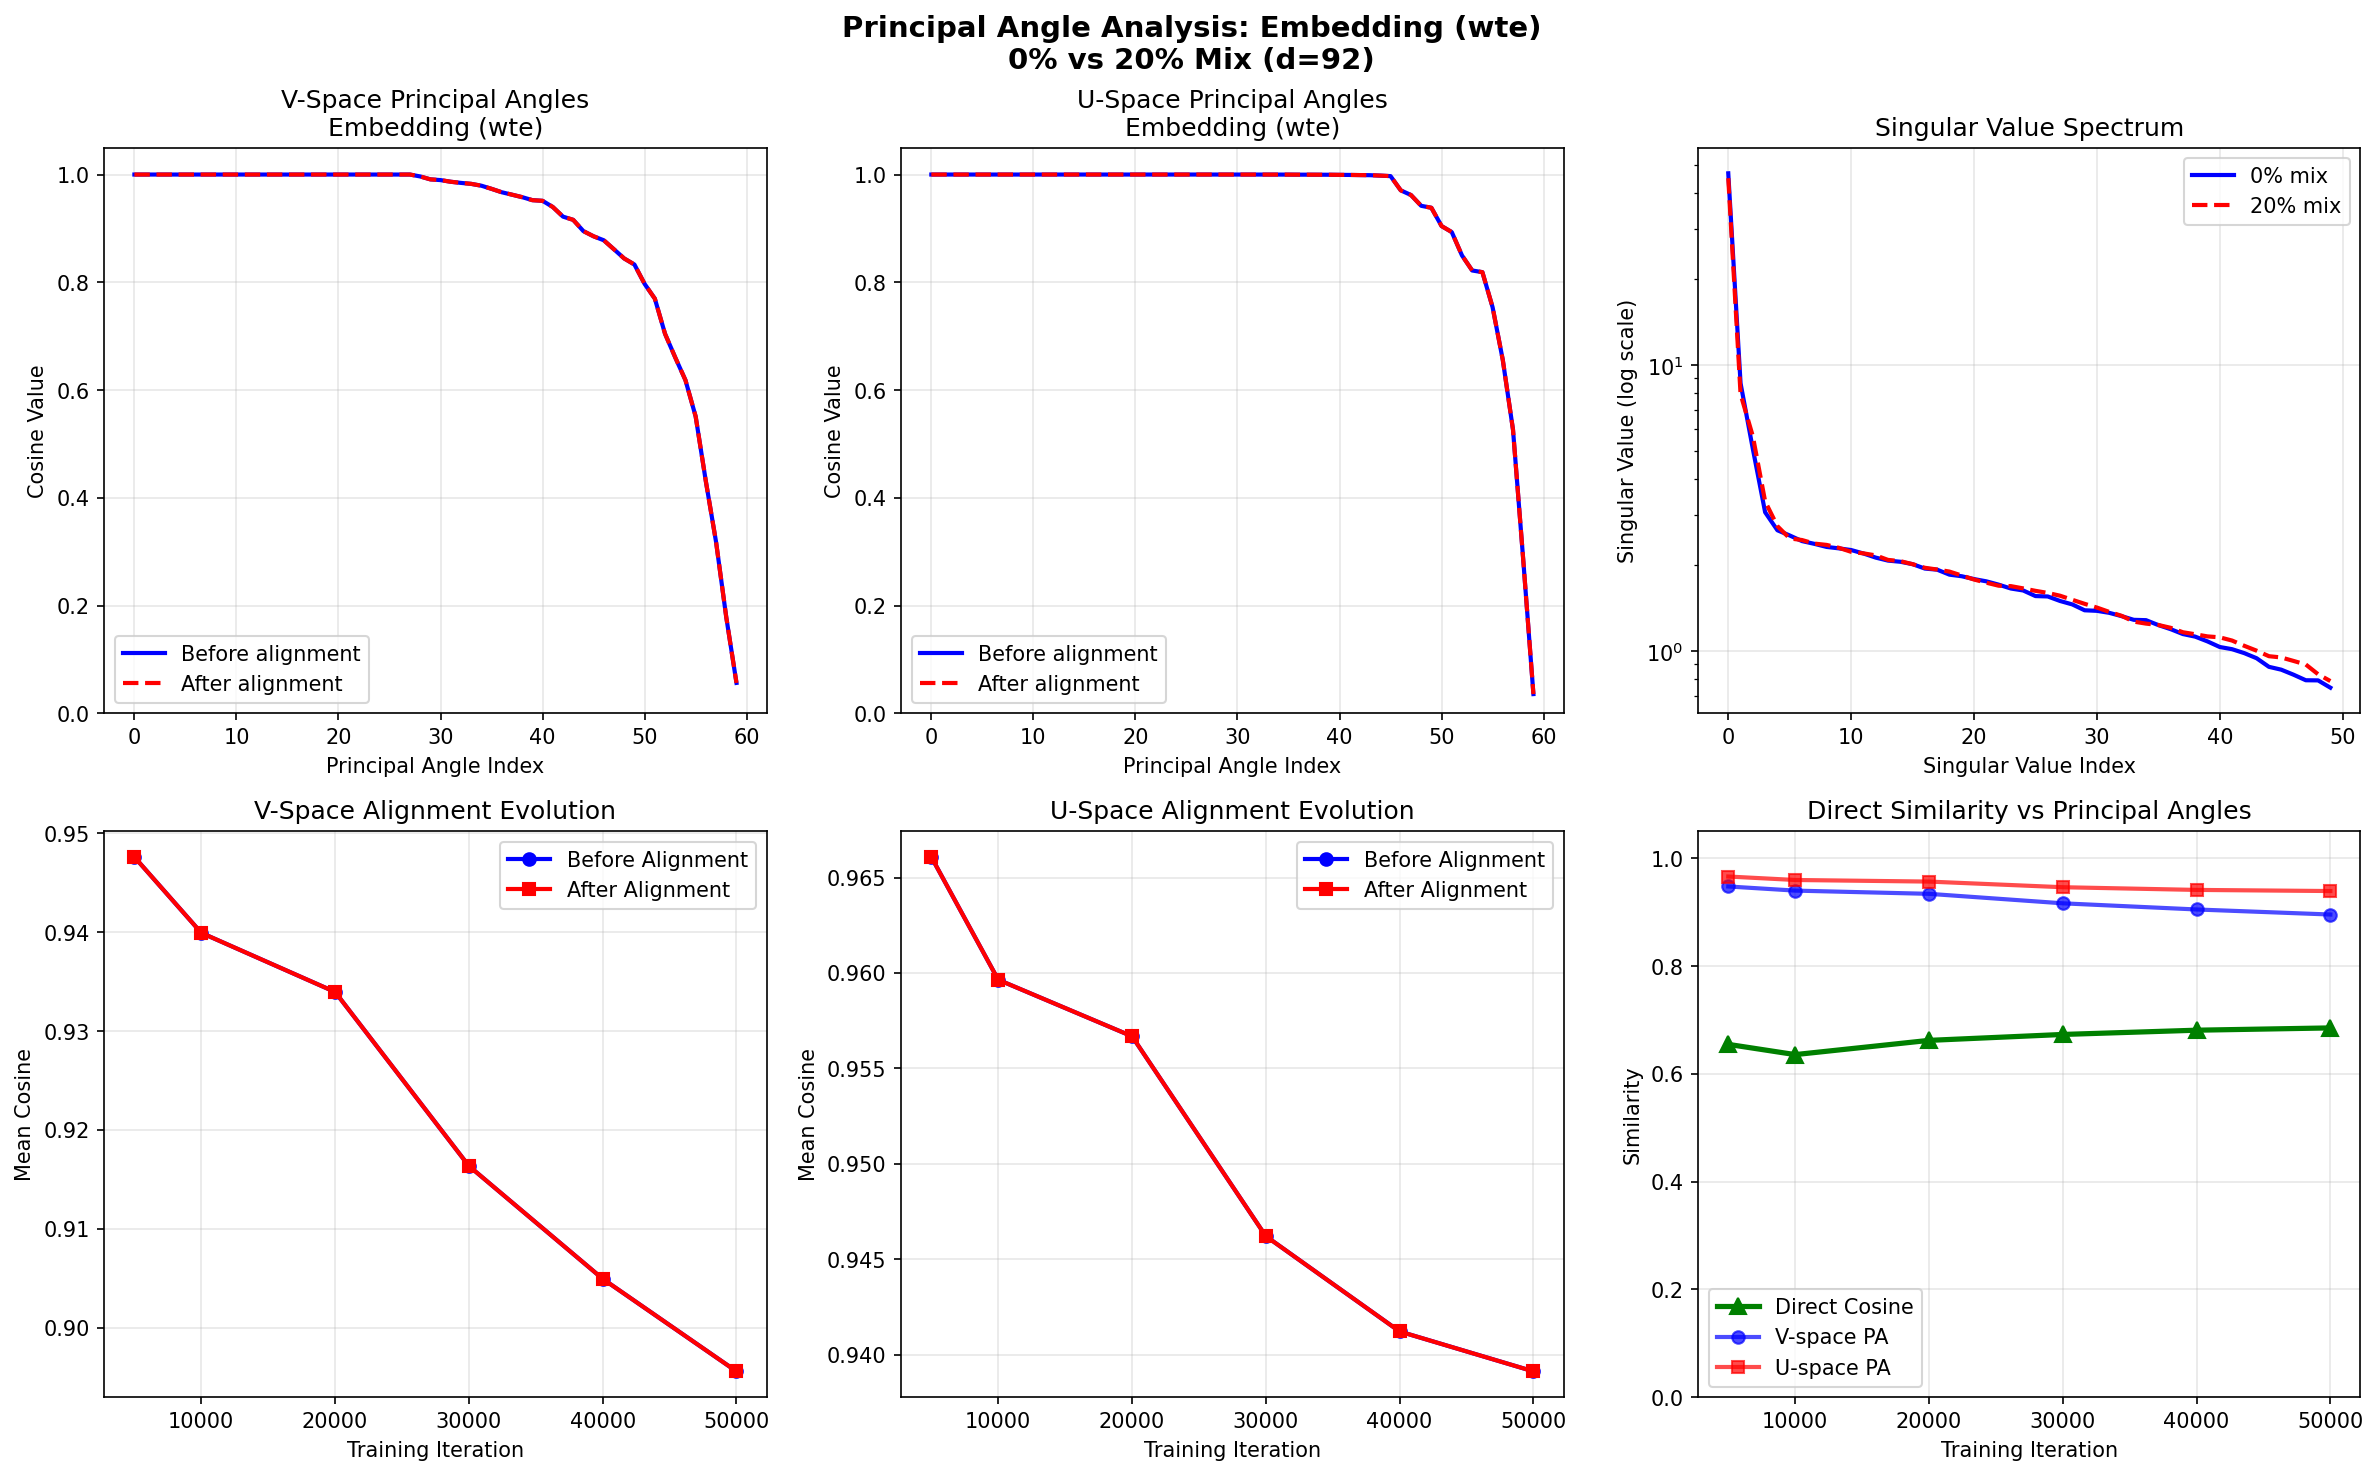 Principal Angle Analysis: Embedding (wte)
0% vs 20% Mix (d=92)
V-Space Principal Angles
Embedding (wte)
Cosine Value
1.0
0.8
0.6
0.4
0.2
0.0
Before alignment
After alignment
0 10 20 30 40 50 60
Principal Angle Index
U-Space Principal Angles
Embedding (wte)
Cosine Value
1.0
0.8
0.6
0.4
0.2
0.0
Before alignment
After alignment
0 10 20 30 40 50 60
Principal Angle Index
Singular Value Spectrum
Singular Value (log scale)
10¹
10⁰
0% mix
20% mix
0 10 20 30 40 50
Singular Value Index
V-Space Alignment Evolution
Mean Cosine
0.95
0.94
0.93
0.92
0.91
0.90
Before Alignment
After Alignment
10000 20000 30000 40000 50000
Training Iteration
U-Space Alignment Evolution
Mean Cosine
0.965
0.960
0.955
0.950
0.945
0.940
Before Alignment
After Alignment
10000 20000 30000 40000 50000
Training Iteration
Direct Similarity vs Principal Angles
Similarity
1.0
0.8
0.6
0.4
0.2
0.0
Direct Cosine
V-space PA
U-space PA
10000 20000 30000 40000 50000
Training Iteration